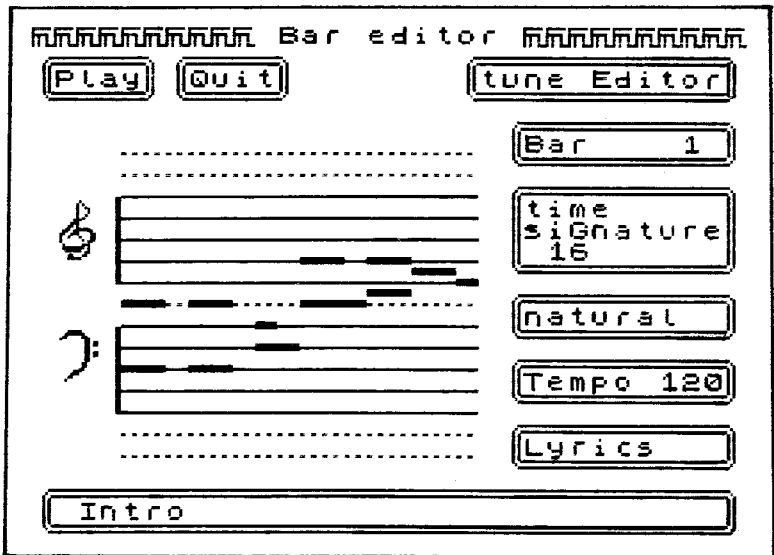 Bar editor
Play Quit tune Editor
Bar 1
time
siGnature
16
natural
Tempo 120
Lyrics
Intro